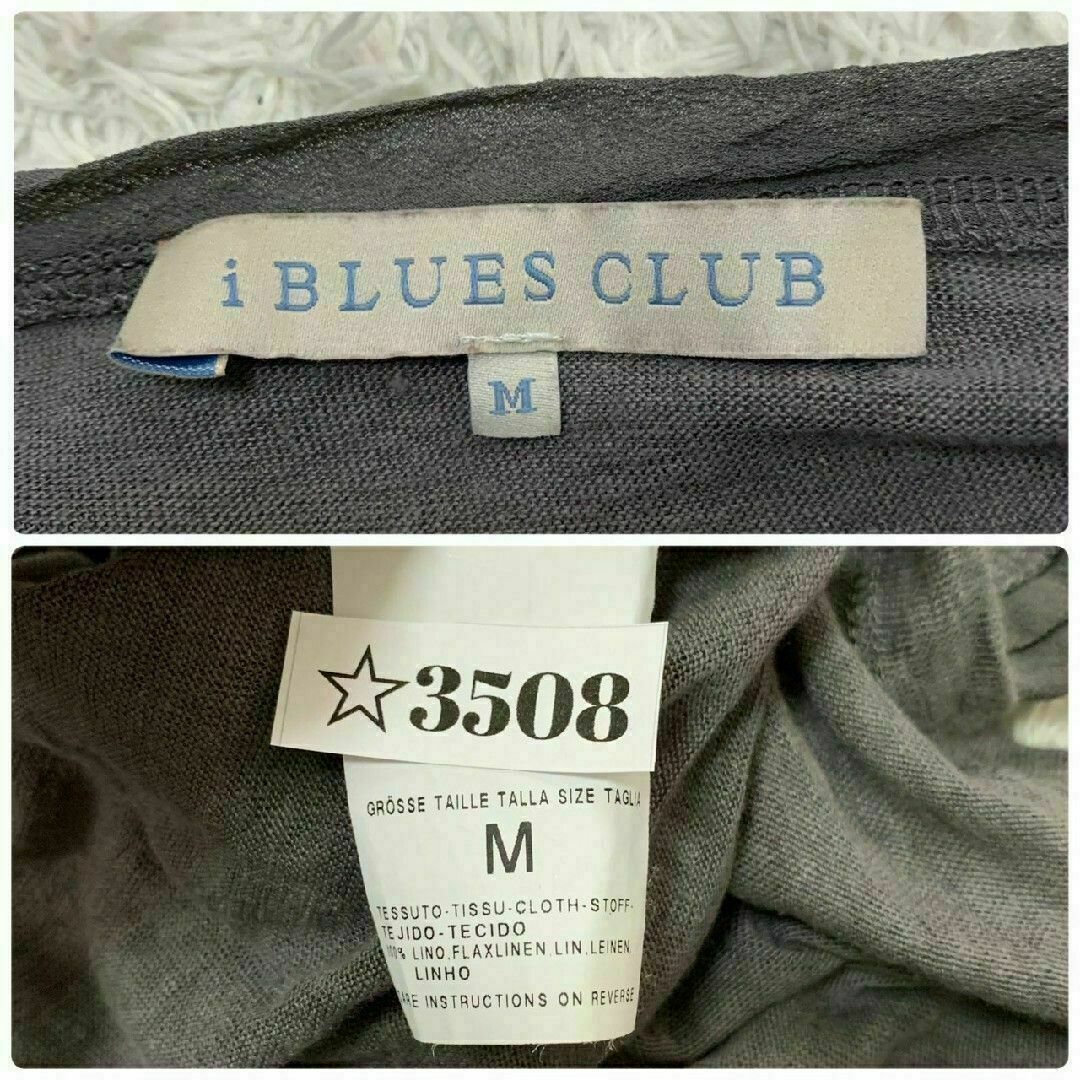 i BLUES CLUB
M
☆3508
GRÖSSE TAILLE TALLA SIZE TAGLIA
M
TESSUTO-TISSU-CLOTH-STOFF-
TEJIDO-TECIDO
LINO,FLAXLINEN,LIN,LEINEN,
LINHO
INSTRUCTIONS ON REVERSE